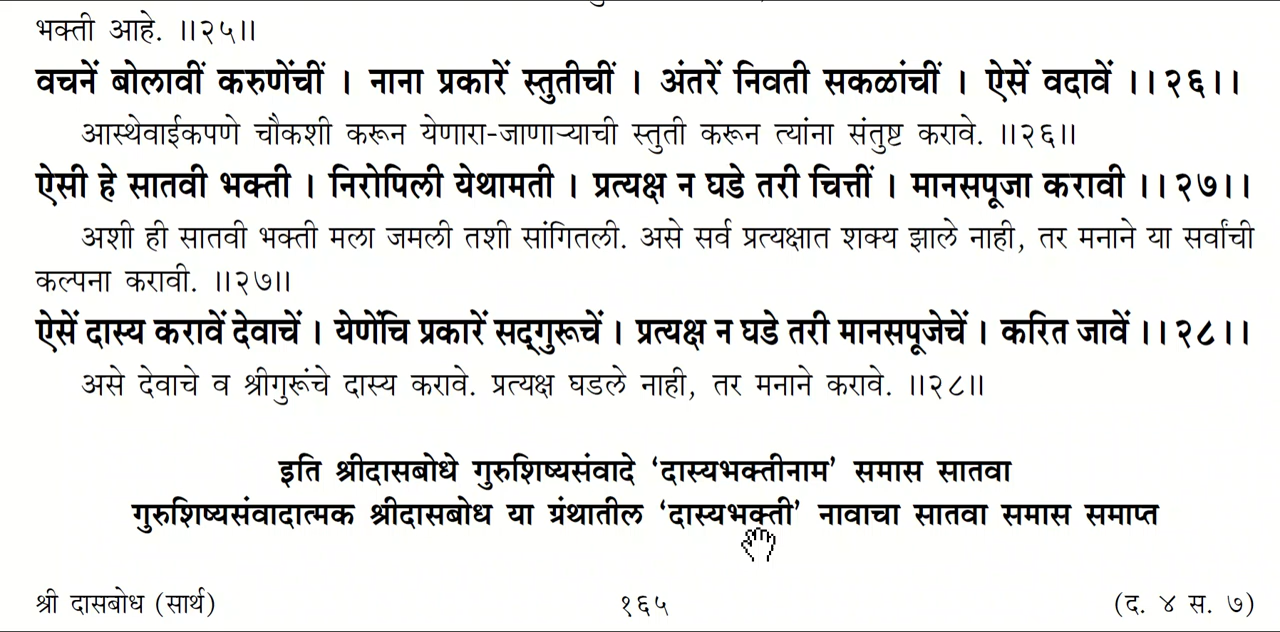 भक्ती आहे. ॥२५॥
वचनें बोलावीं करुणेंचीं । नाना प्रकारें स्तुतीचीं । अंतरें निवती सकळांचीं । ऐसें वदावें ।।२६।।
आस्थेवाईकपणे चौकशी करून येणारा-जाणाऱ्याची स्तुती करून त्यांना संतुष्ट करावे. ॥२६॥
ऐसी हे सातवी भक्ती । निरोपिली येथामती । प्रत्यक्ष न घडे तरी चित्तीं । मानसपूजा करावी ।।२७।।
अशी ही सातवी भक्ती मला जमली तशी सांगितली. असे सर्व प्रत्यक्षात शक्य झाले नाही, तर मनाने या सर्वांची
कल्पना करावी. ॥२७॥
ऐसें दास्य करावें देवाचें । येणेंचि प्रकारें सद्‌गुरूचें । प्रत्यक्ष न घडे तरी मानसपूजेचें । करित जावें ।।२८।।
असे देवाचे व श्रीगुरूंचे दास्य करावे. प्रत्यक्ष घडले नाही, तर मनाने करावे. ॥२८॥
इति श्रीदासबोधे गुरुशिष्यसंवादे ‘दास्यभक्तीनाम’ समास सातवा
गुरुशिष्यसंवादात्मक श्रीदासबोध या ग्रंथातील ‘दास्यभक्ती’ नावाचा सातवा समास समाप्त
श्री दासबोध (सार्थ) १६५ (द. ४ स. ७)